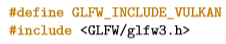 #define GLFW_INCLUDE_VULKAN
#include <GLFW/glfw3.h>